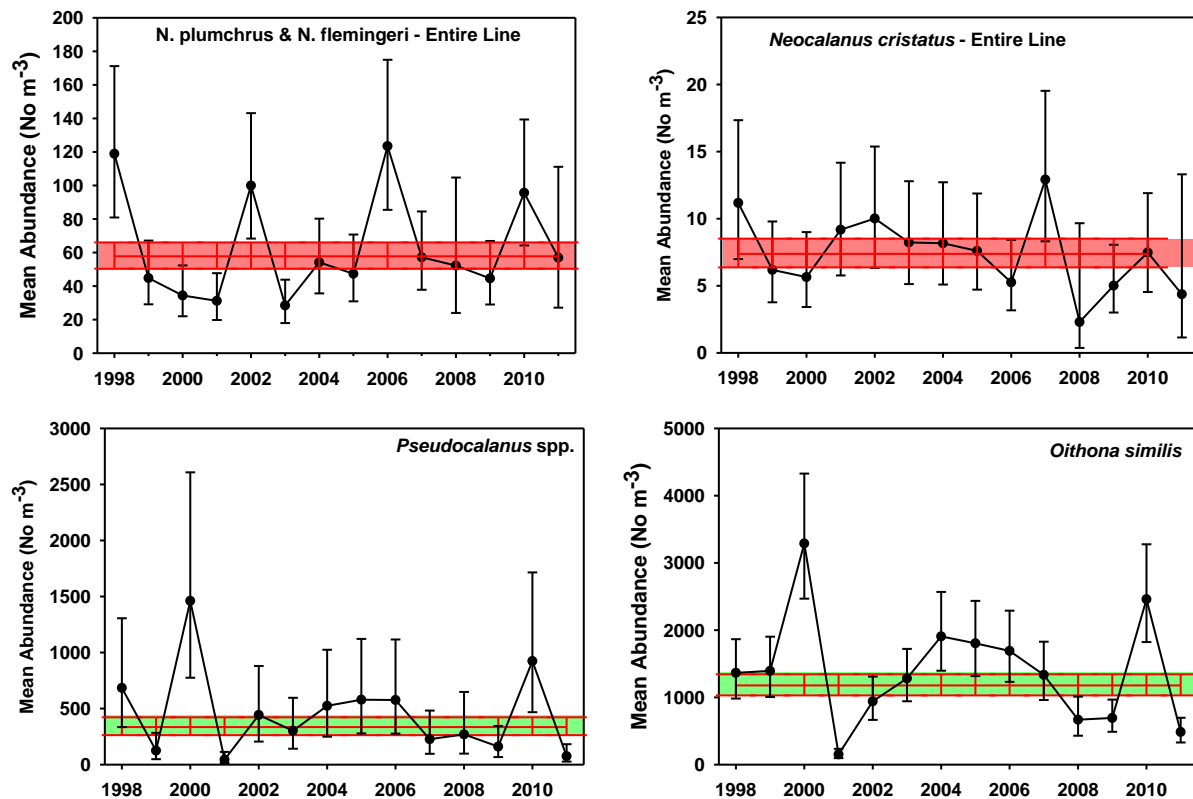 N. plumchrus & N. flemingeri - Entire Line
Mean Abundance (No m-3)
200
180
160
140
120
100
80
60
40
20
0
1998 2000 2002 2004 2006 2008 2010
Neocalanus cristatus - Entire Line
Mean Abundance (No m-3)
25
20
15
10
5
0
1998 2000 2002 2004 2006 2008 2010
Pseudocalanus spp.
Mean Abundance (No m-3)
3000
2500
2000
1500
1000
500
0
1998 2000 2002 2004 2006 2008 2010
Oithona similis
Mean Abundance (No m-3)
5000
4000
3000
2000
1000
0
1998 2000 2002 2004 2006 2008 2010